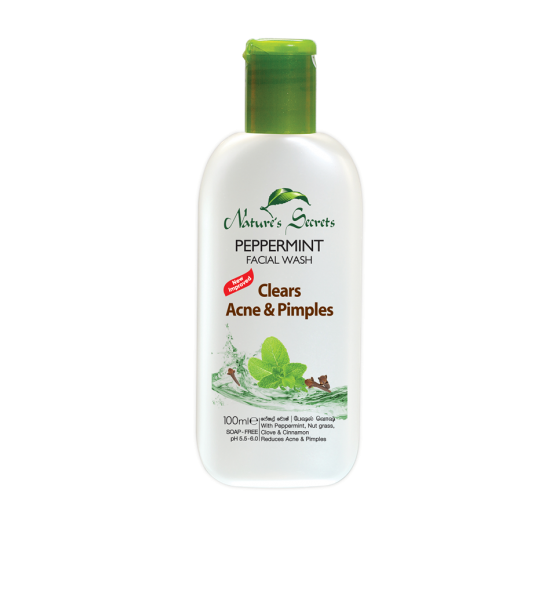 Nature's Secrets
PEPPERMINT
FACIAL WASH
New
Improved
Clears
Acne & Pimples
100ml e
SOAP-FREE
pH 5.5-6.0
With Peppermint, Nut grass,
Clove & Cinnamon
Reduces Acne & Pimples